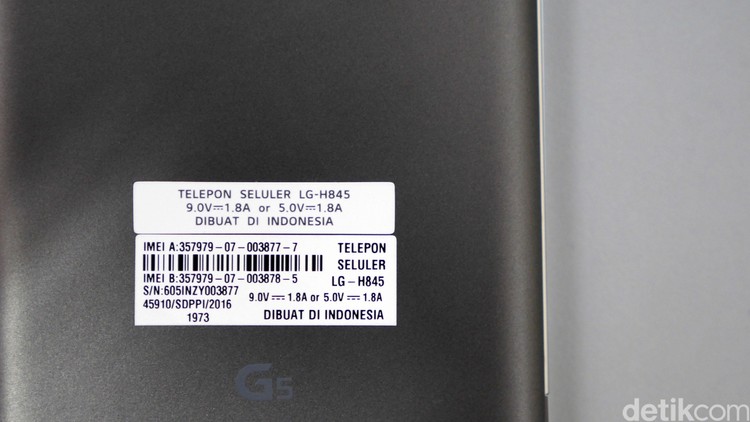 TELEPON SELULER LG-H845
9.0V⎓1.8A or 5.0V⎓1.8A
DIBUAT DI INDONESIA
IMEI A:357979-07-003877-7
TELEPON
SELULER
IMEI B:357979-07-003878-5
LG-H845
S/N:605INZY003877
9.0V⎓1.8A or 5.0V⎓1.8A
45910/SDPPI/2016
1973
DIBUAT DI INDONESIA
G5
detikcom